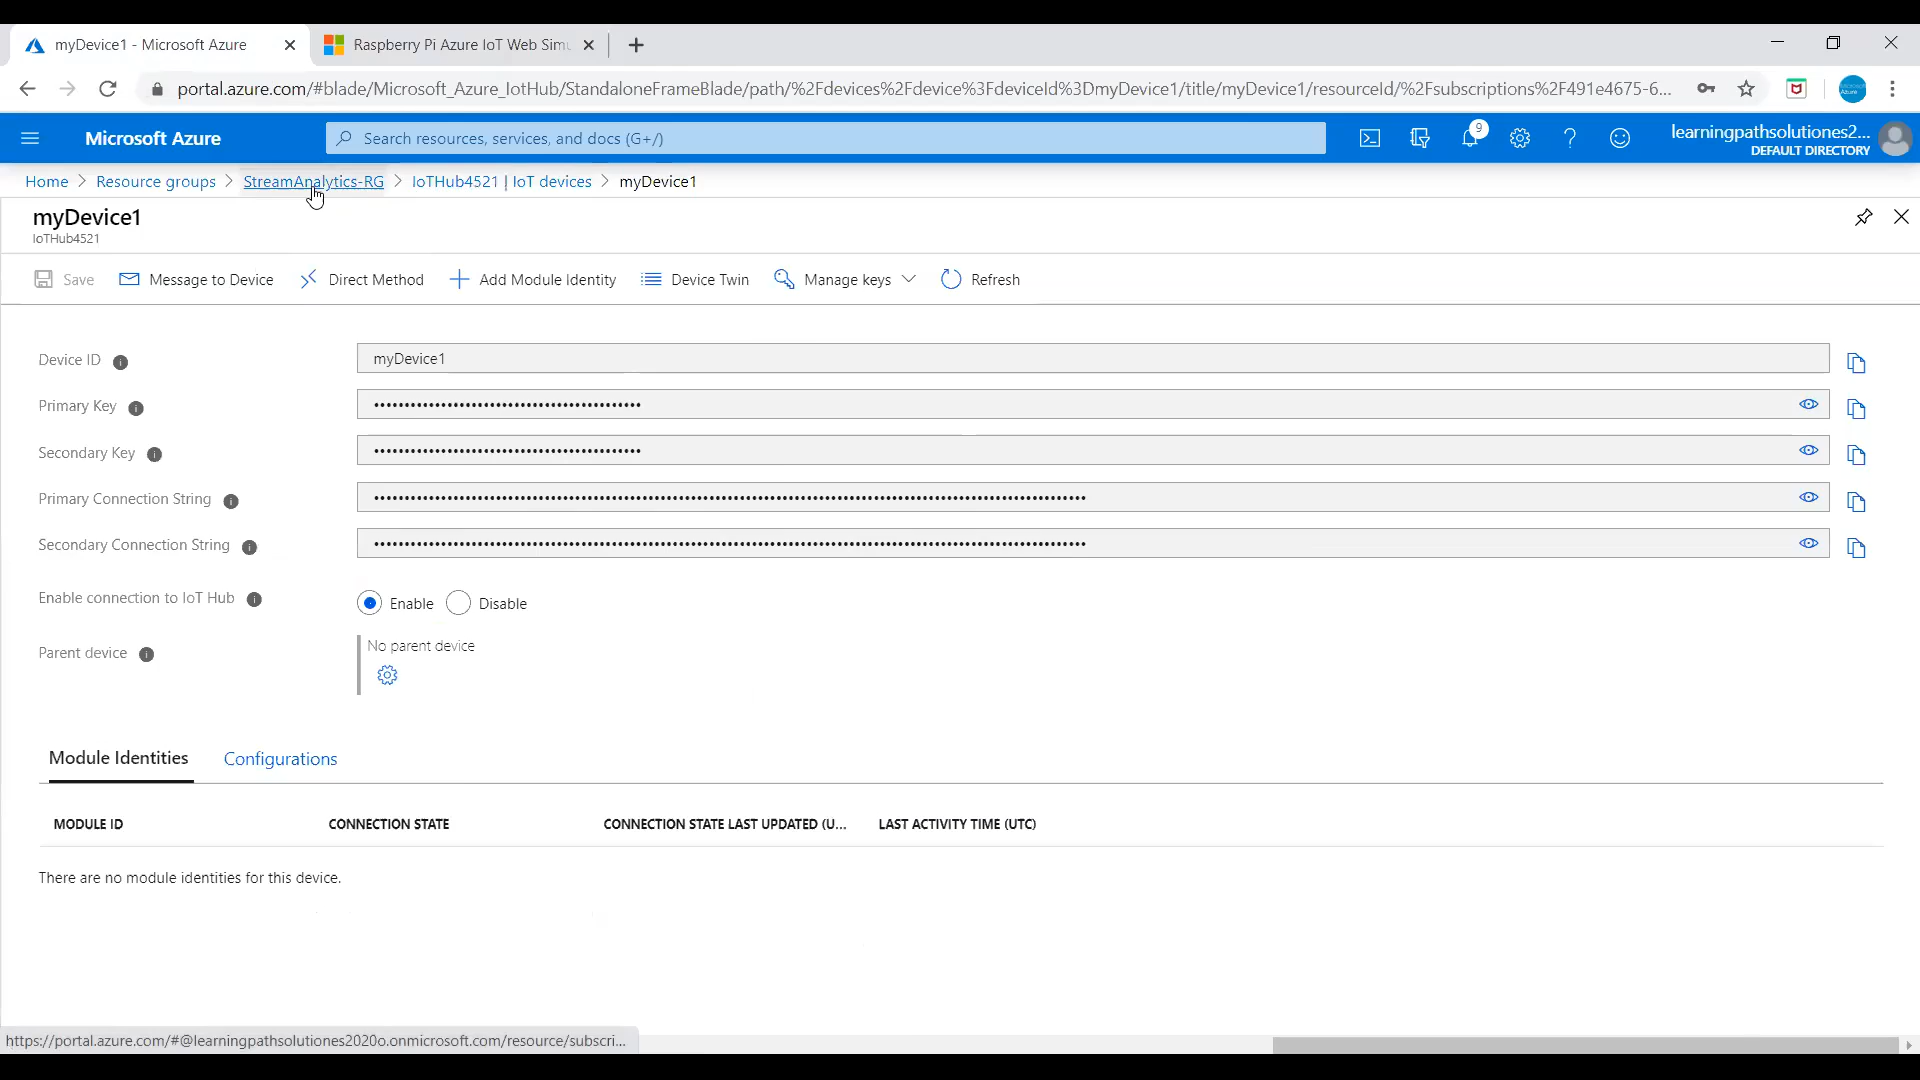 myDevice1 - Microsoft Azure
Raspberry Pi Azure IoT Web Simu
portal.azure.com/#blade/Microsoft_Azure_IotHub/StandaloneFrameBlade/path/%2Fdevices%2Fdevice%3FdeviceId%3DmyDevice1/title/myDevice1/resourceId/%2Fsubscriptions%2F491e4675-6...
Microsoft Azure
Search resources, services, and docs (G+/)
9
learningpathsolutiones2...
DEFAULT DIRECTORY
Home > Resource groups > StreamAnalytics-RG > IoTHub4521 | IoT devices > myDevice1
myDevice1
IoTHub4521
Save
Message to Device
Direct Method
Add Module Identity
Device Twin
Manage keys
Refresh
Device ID
myDevice1
Primary Key
Secondary Key
Primary Connection String
Secondary Connection String
Enable connection to IoT Hub
Enable
Disable
Parent device
No parent device
Module Identities
Configurations
MODULE ID
CONNECTION STATE
CONNECTION STATE LAST UPDATED (U...
LAST ACTIVITY TIME (UTC)
There are no module identities for this device.
https://portal.azure.com/#@learningpathsolutiones2020o.onmicrosoft.com/resource/subscri...